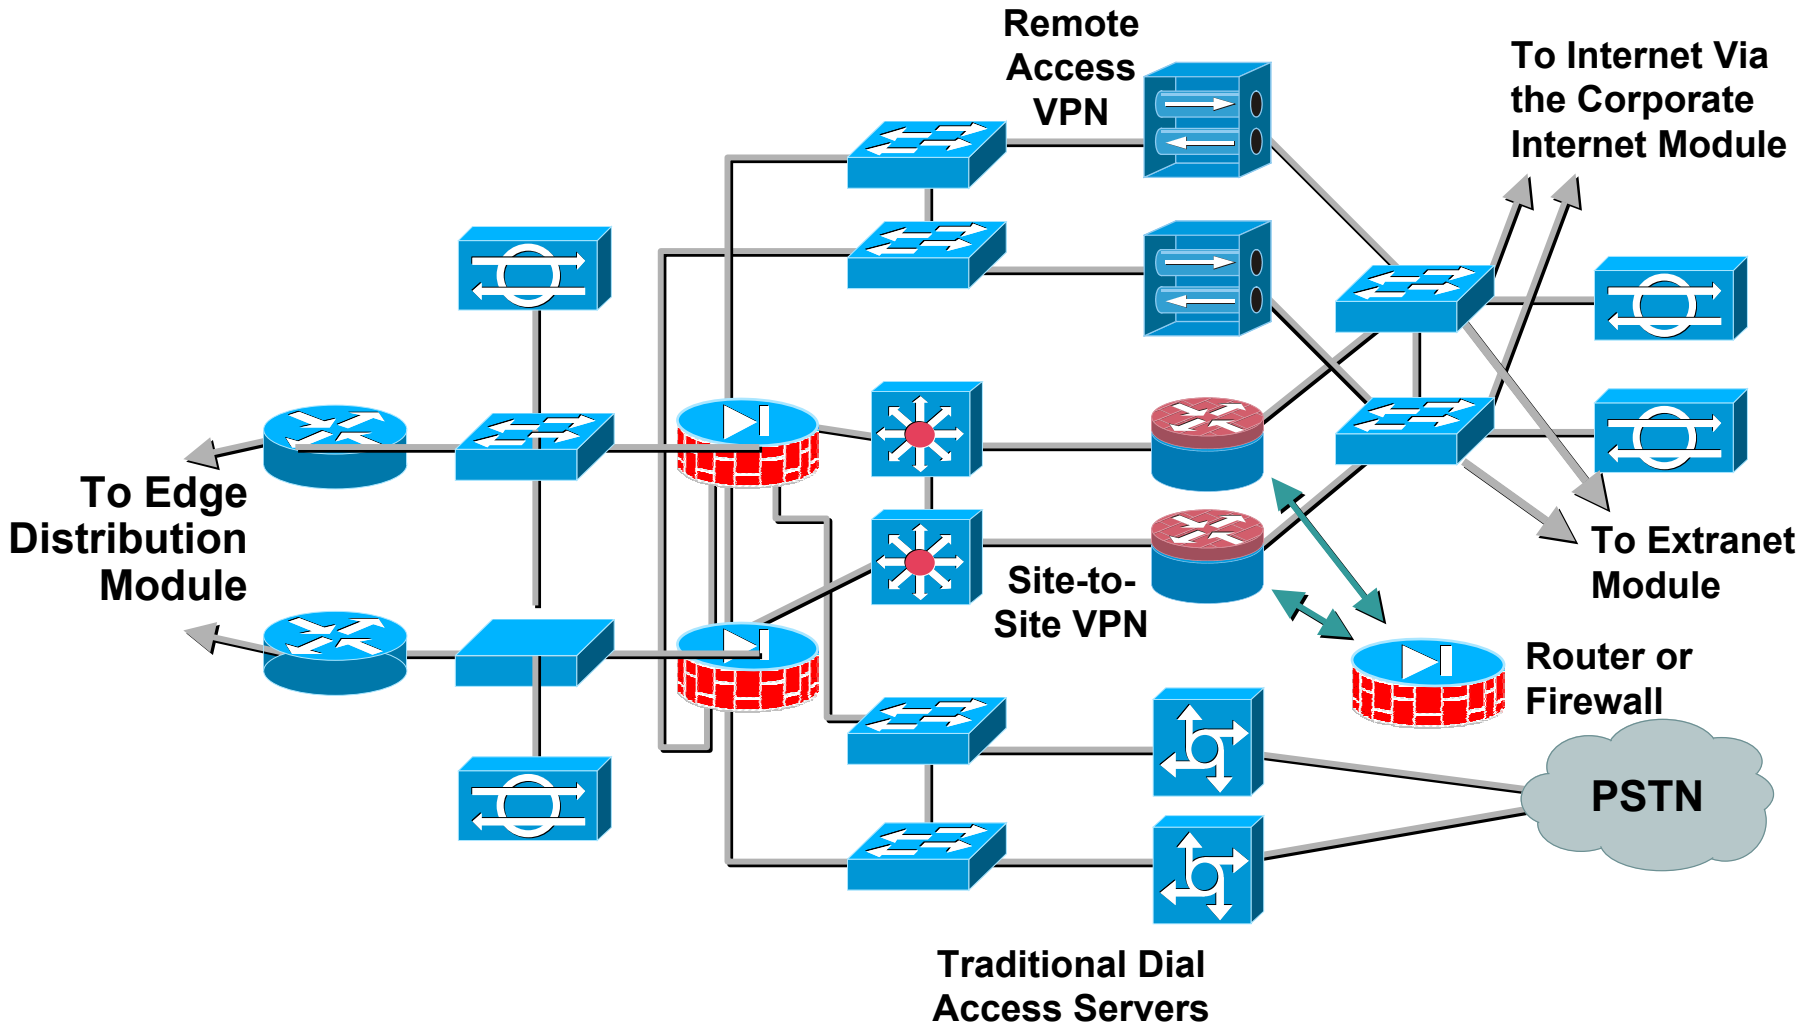 Remote
Access
VPN
To Internet Via
the Corporate
Internet Module
To Edge
Distribution
Module
To Extranet
Module
Site-to-
Site VPN
Router or
Firewall
PSTN
Traditional Dial
Access Servers